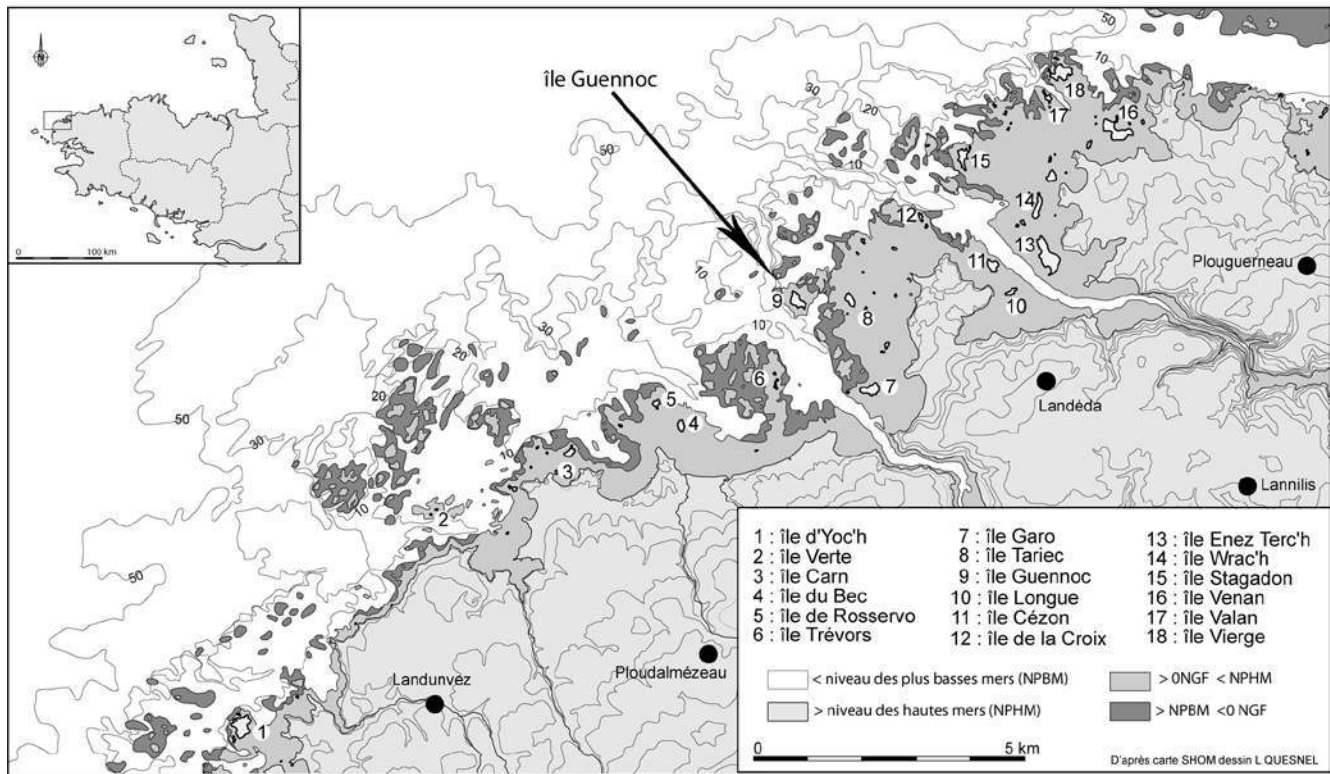 N
0 100 km
île Guennoc
50
10
30
20
50
30
10
10
10
30
20
20
50
30
10
10
50
1
2
3
4
5
6
7
8
9
10
11
12
13
14
15
16
17
18
Plouguerneau
Landéda
Lannilis
Ploudalmézeau
Landunvez
1 : île d'Yoc'h
2 : île Verte
3 : île Carn
4 : île du Bec
5 : île de Rosservo
6 : île Trévors
7 : île Garo
8 : île Tariec
9 : île Guennoc
10 : île Longue
11 : île Cézon
12 : île de la Croix
13 : île Enez Terc'h
14 : île Wrac'h
15 : île Stagadon
16 : île Venan
17 : île Valan
18 : île Vierge
< niveau des plus basses mers (NPBM)
> niveau des hautes mers (NPHM)
> 0NGF < NPHM
> NPBM <0 NGF
0 5 km
D'après carte SHOM dessin L QUESNEL